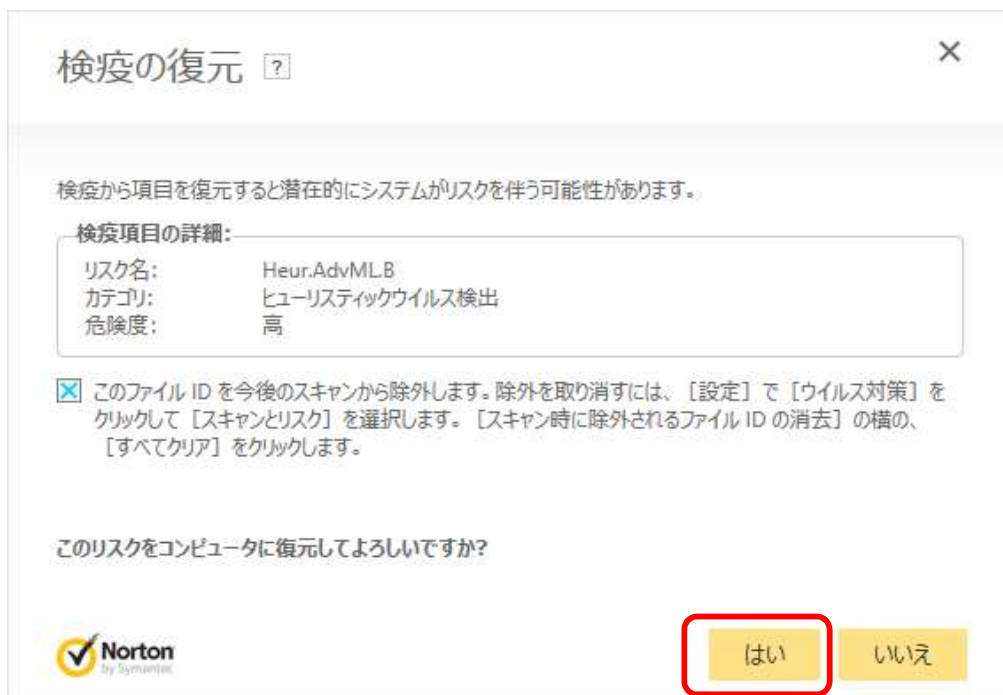 検疫の復元 ?
検疫から項目を復元すると潜在的にシステムがリスクを伴う可能性があります。
検疫項目の詳細:
リスク名: Heur.AdvML.B
カテゴリ: ヒューリスティックウイルス検出
危険度: 高
このファイル ID を今後のスキャンから除外します。除外を取り消すには、［設定］で［ウイルス対策］を
クリックして［スキャンとリスク］を選択します。［スキャン時に除外されるファイル ID の消去］の横の、
［すべてクリア］をクリックします。
このリスクをコンピュータに復元してよろしいですか?
Norton
by Symantec
はい いいえ